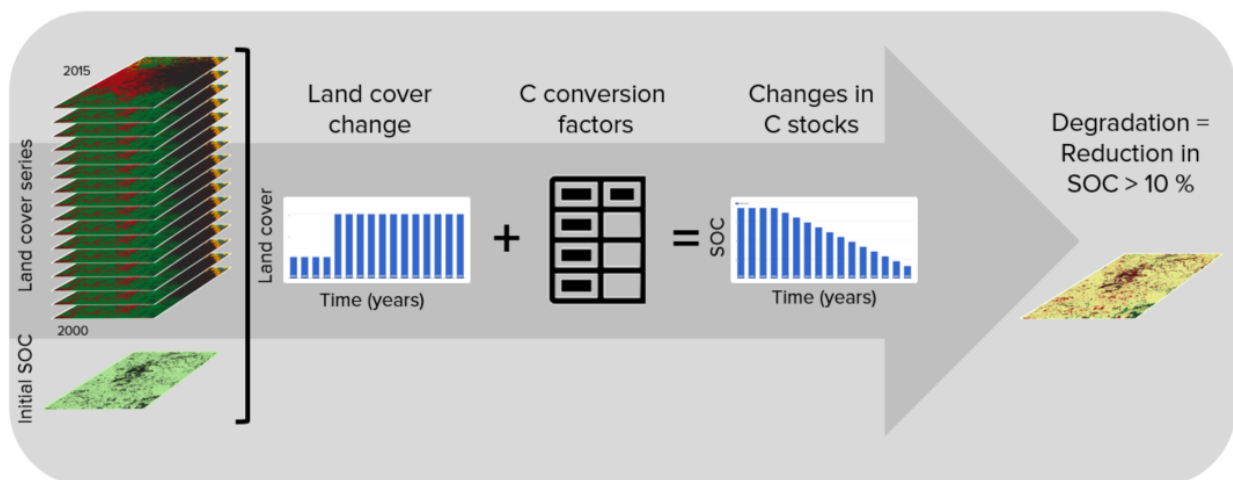 2015
Land cover series
2000
Initial SOC
Land cover
change
Land cover
Time (years)
+
C conversion
factors
=
Changes in
C stocks
SOC
Time (years)
Degradation =
Reduction in
SOC > 10 %